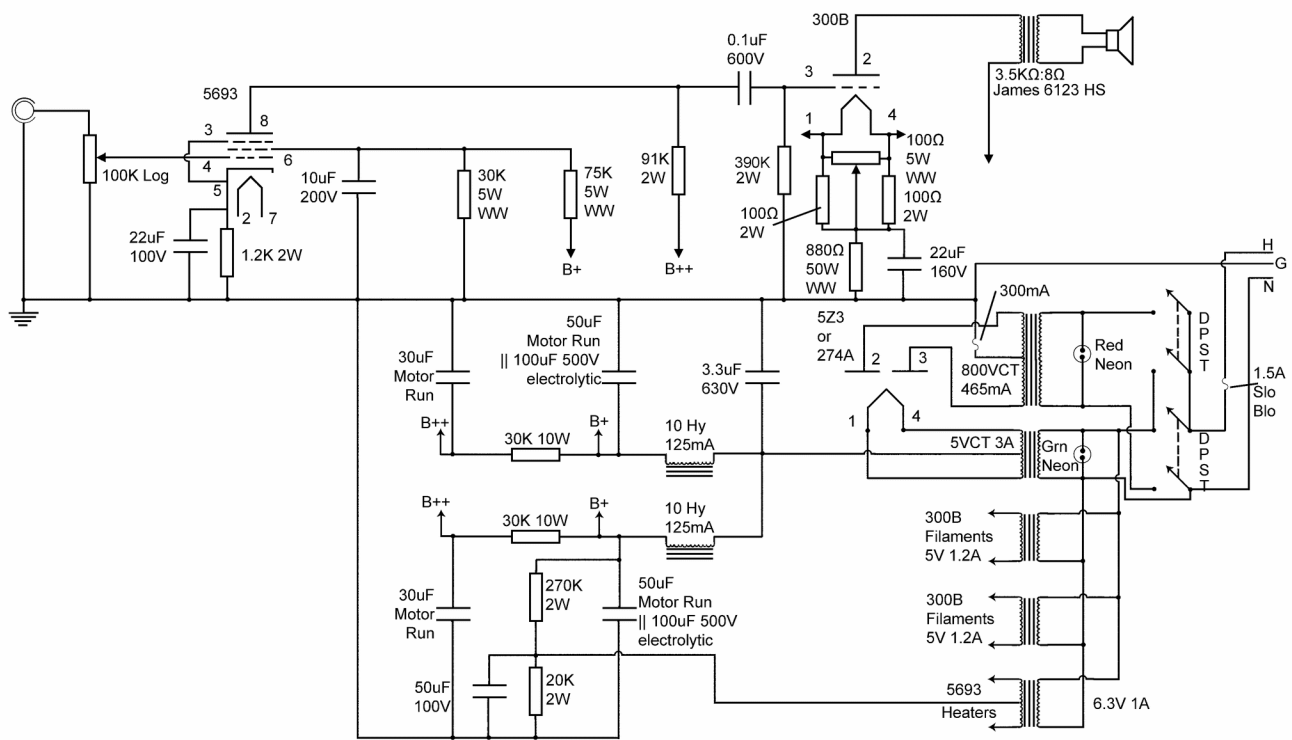 300B
0.1uF
600V
3
2
3.5KΩ:8Ω
James 6123 HS
5693
8
3
4
6
5
2
7
100K Log
1
4
10uF
200V
30K
5W
WW
75K
5W
WW
91K
2W
390K
2W
100Ω
5W
WW
100Ω
2W
100Ω
2W
22uF
100V
1.2K 2W
B+
B++
880Ω
50W
WW
22uF
160V
H
G
N
300mA
5Z3
or
274A
2
3
1
4
800VCT
465mA
Red
Neon
DPST
DPST
1.5A
Slo
Blo
30uF
Motor
Run
50uF
Motor Run
|| 100uF 500V
electrolytic
3.3uF
630V
B++
B+
30K 10W
10 Hy
125mA
5VCT 3A
Grn
Neon
B++
B+
30K 10W
10 Hy
125mA
300B
Filaments
5V 1.2A
30uF
Motor
Run
270K
2W
50uF
Motor Run
|| 100uF 500V
electrolytic
300B
Filaments
5V 1.2A
50uF
100V
20K
2W
5693
Heaters
6.3V 1A